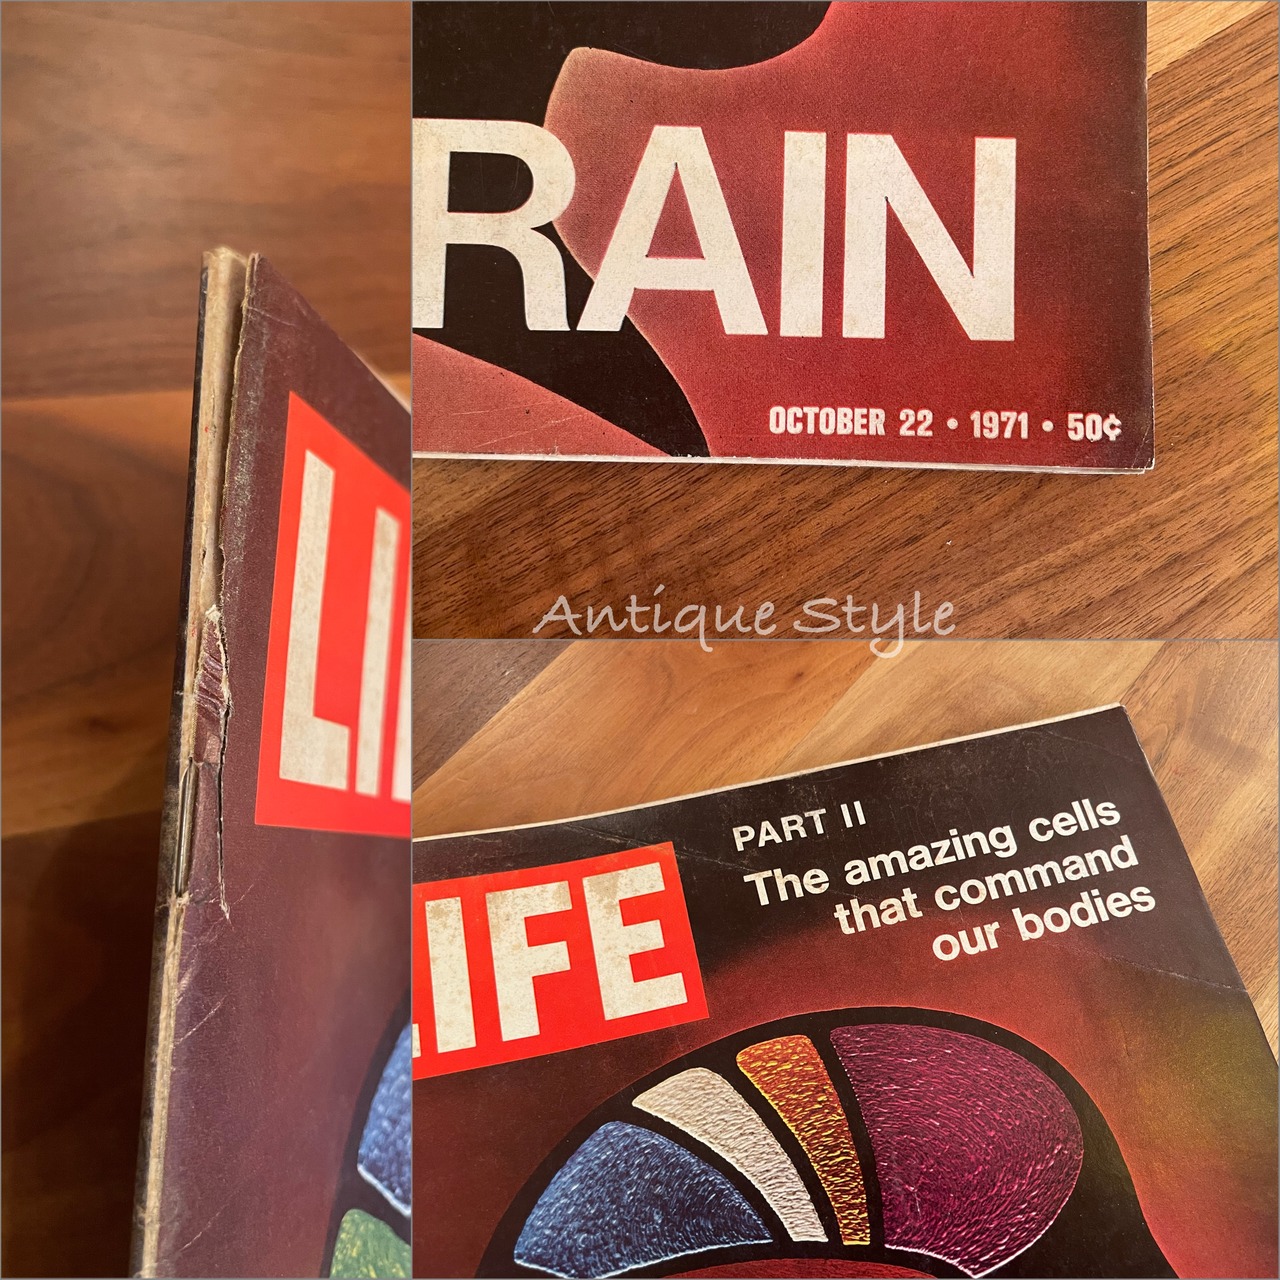 LI
RAIN
OCTOBER 22 • 1971 • 50¢
Antique Style
LIFE
PART II
The amazing cells
that command
our bodies